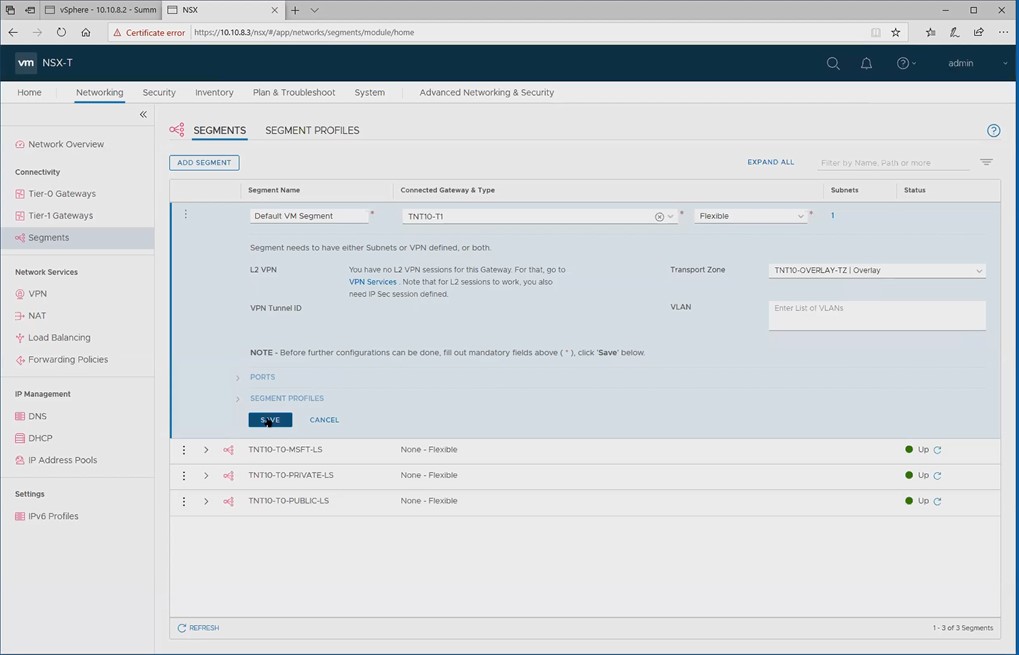 vSphere - 10.10.8.2 - Summ
NSX
Certificate error
https://10.10.8.3/nsx/#/app/networks/segments/module/home
vm NSX-T
admin
Home
Networking
Security
Inventory
Plan & Troubleshoot
System
Advanced Networking & Security
Network Overview
Connectivity
Tier-0 Gateways
Tier-1 Gateways
Segments
Network Services
VPN
NAT
Load Balancing
Forwarding Policies
IP Management
DNS
DHCP
IP Address Pools
Settings
IPv6 Profiles
SEGMENTS
SEGMENT PROFILES
ADD SEGMENT
EXPAND ALL
Filter by Name, Path or more
Segment Name
Connected Gateway & Type
Subnets
Status
Default VM Segment *
TNT10-T1 *
Flexible *
1
Segment needs to have either Subnets or VPN defined, or both.
L2 VPN
You have no L2 VPN sessions for this Gateway. For that, go to
VPN Services . Note that for L2 sessions to work, you also
need IP Sec session defined.
Transport Zone
TNT10-OVERLAY-TZ | Overlay
VPN Tunnel ID
VLAN
Enter List of VLANs
NOTE - Before further configurations can be done, fill out mandatory fields above ( * ), click 'Save' below.
PORTS
SEGMENT PROFILES
SAVE
CANCEL
TNT10-T0-MSFT-LS
None - Flexible
Up
TNT10-T0-PRIVATE-LS
None - Flexible
Up
TNT10-T0-PUBLIC-LS
None - Flexible
Up
REFRESH
1 - 3 of 3 Segments